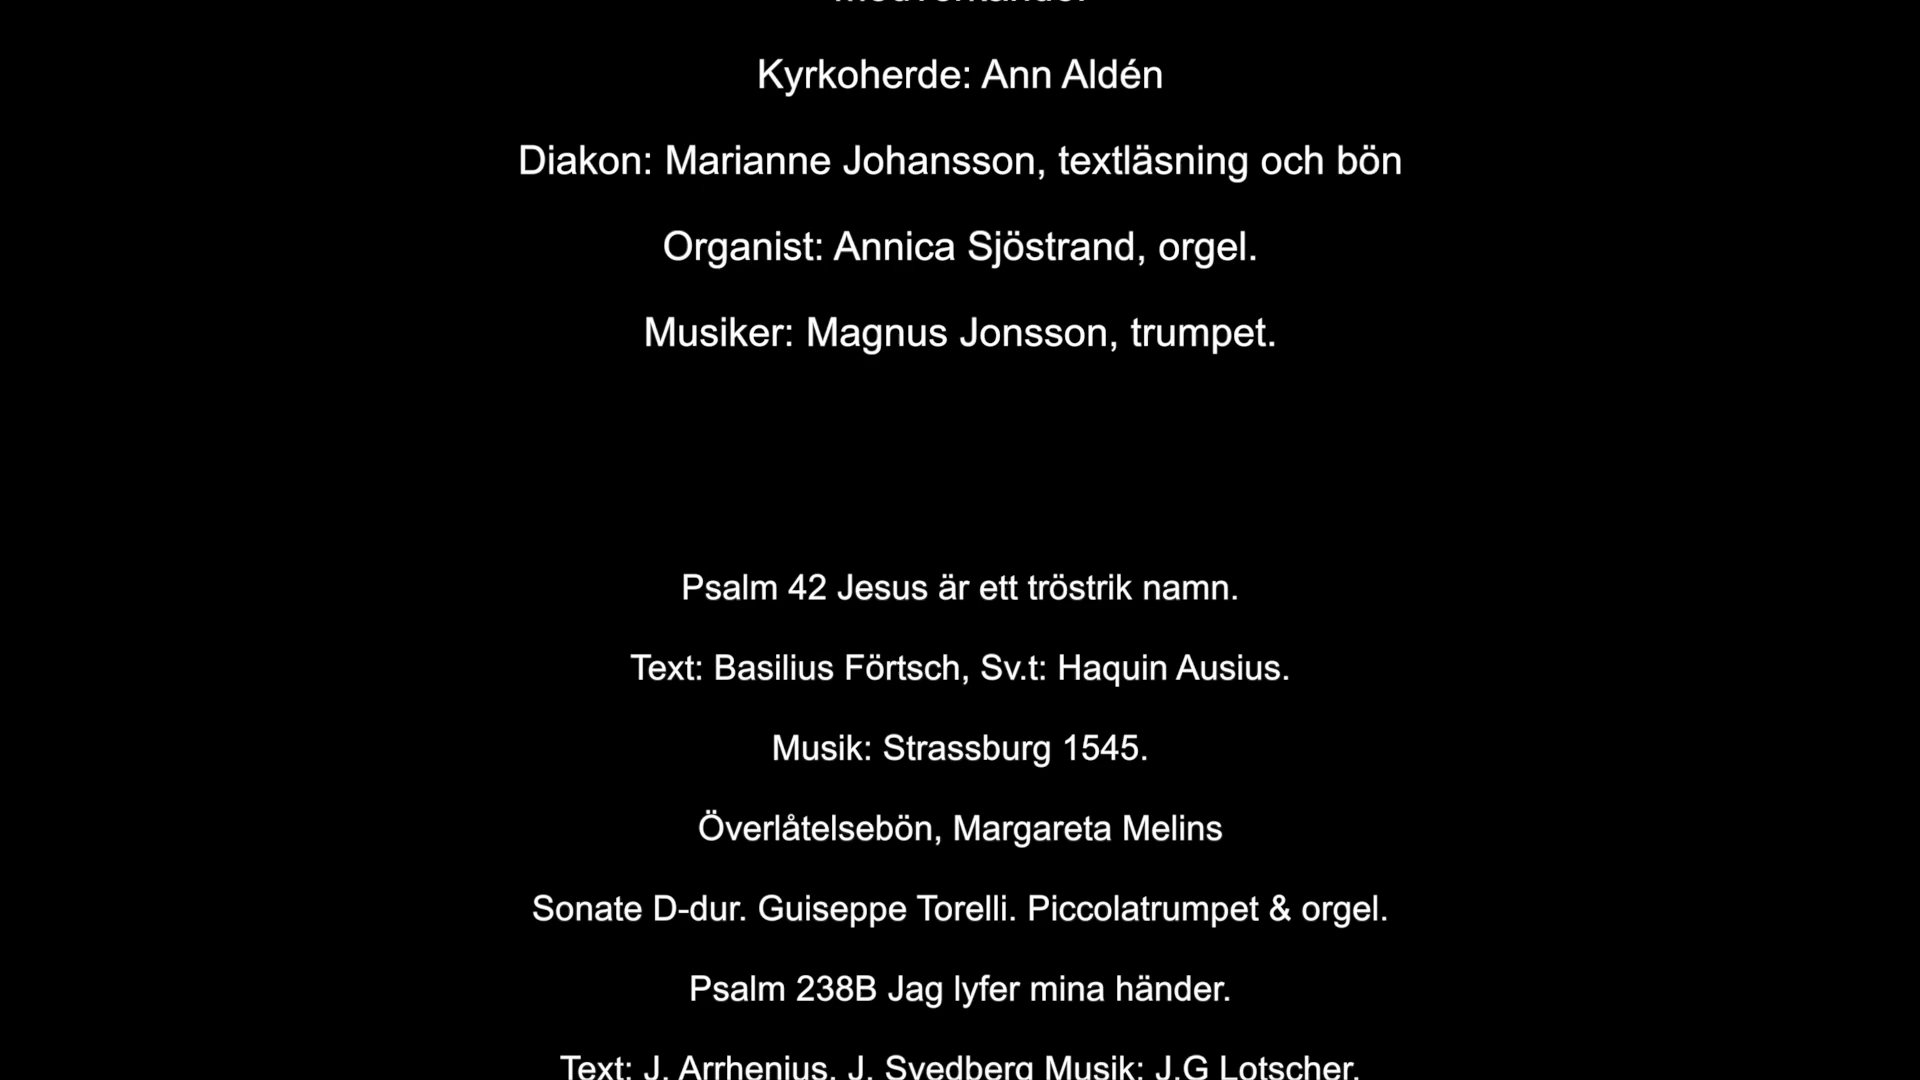 Medverkande:
Kyrkoherde: Ann Aldén
Diakon: Marianne Johansson, textläsning och bön
Organist: Annica Sjöstrand, orgel.
Musiker: Magnus Jonsson, trumpet.
Psalm 42 Jesus är ett tröstrik namn.
Text: Basilius Förtsch, Sv.t: Haquin Ausius.
Musik: Strassburg 1545.
Överlåtelsebön, Margareta Melins
Sonate D-dur. Guiseppe Torelli. Piccolatrumpet & orgel.
Psalm 238B Jag lyfer mina händer.
Text: J. Arrhenius, J. Svedberg Musik: J.G Lotscher.